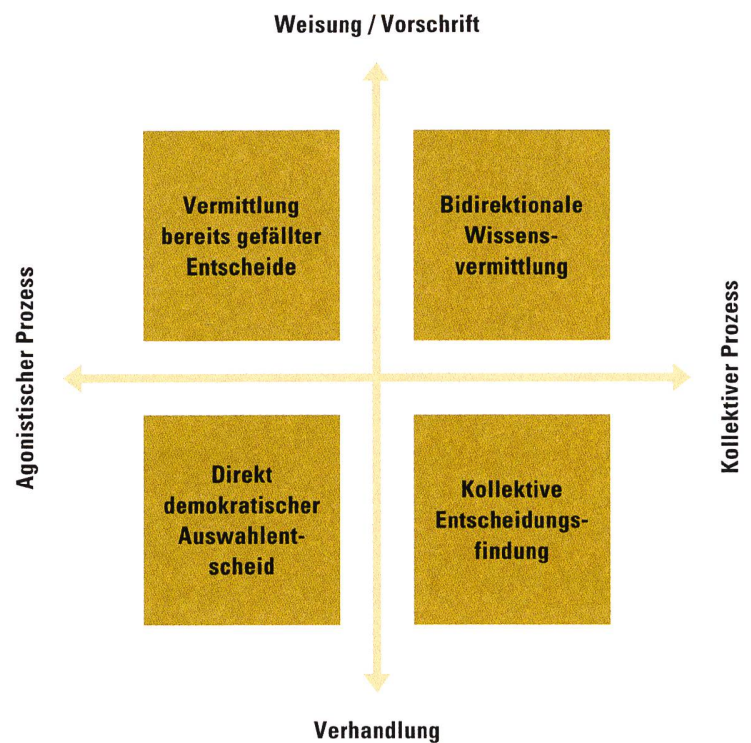 Weisung / Vorschrift
Vermittlung
bereits gefällter
Entscheide
Bidirektionale
Wissens-
vermittlung
Agonistischer Prozess
Kollektiver Prozess
Direkt
demokratischer
Auswahlent-
scheid
Kollektive
Entscheidungs-
findung
Verhandlung